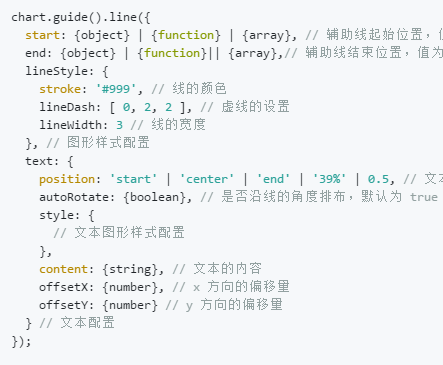 chart.guide().line({
start: {object} | {function} | {array}, // 辅助线起始位置，
end: {object} | {function}|| {array},// 辅助线结束位置，值为
lineStyle: {
stroke: '#999', // 线的颜色
lineDash: [ 0, 2, 2 ], // 虚线的设置
lineWidth: 3 // 线的宽度
}, // 图形样式配置
text: {
position: 'start' | 'center' | 'end' | '39%' | 0.5, // 文
autoRotate: {boolean}, // 是否沿线的角度排布，默认为 true
style: {
// 文本图形样式配置
},
content: {string}, // 文本的内容
offsetX: {number}, // x 方向的偏移量
offsetY: {number} // y 方向的偏移量
} // 文本配置
});